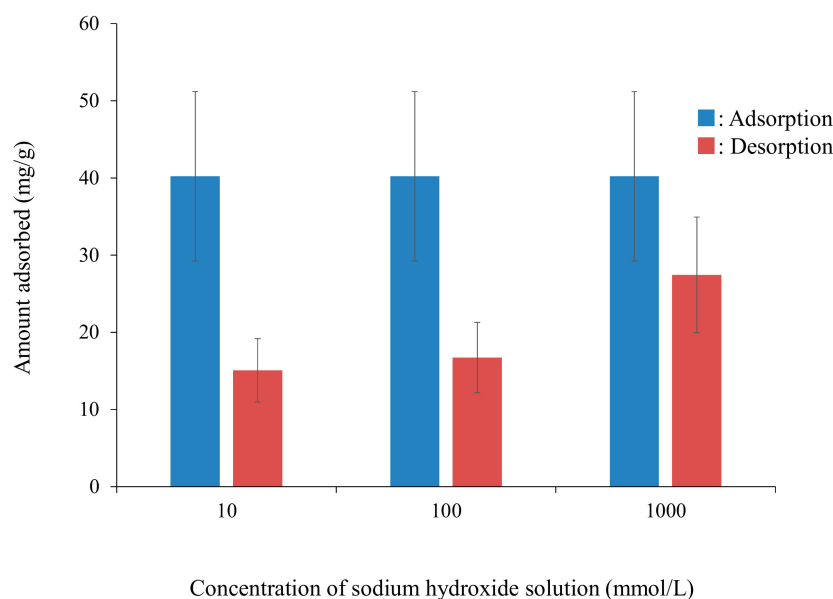 60
50
40
30
20
10
0
Amount adsorbed (mg/g)
: Adsorption
: Desorption
10
100
1000
Concentration of sodium hydroxide solution (mmol/L)